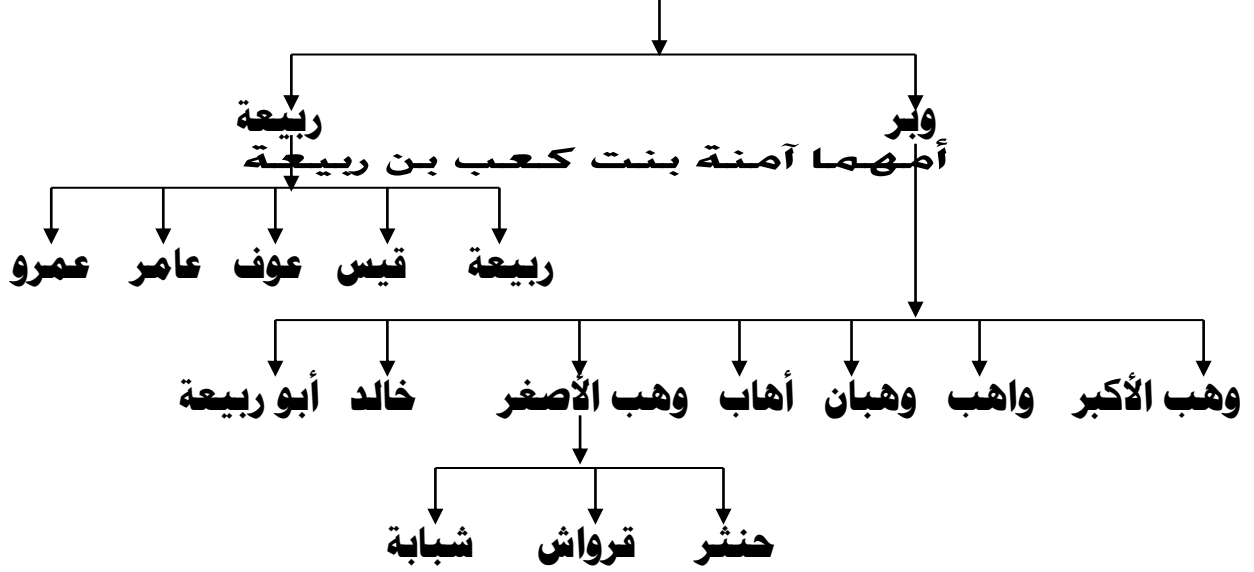 وبر ربيعة
أمهما آمنة بنت كعب بن ربيعة
ربيعة قيس عوف عامر عمرو
وهب الأكبر واهب وهبان أهاب وهب الأصغر خالد أبو ربيعة
حنثر قرواش شبابة